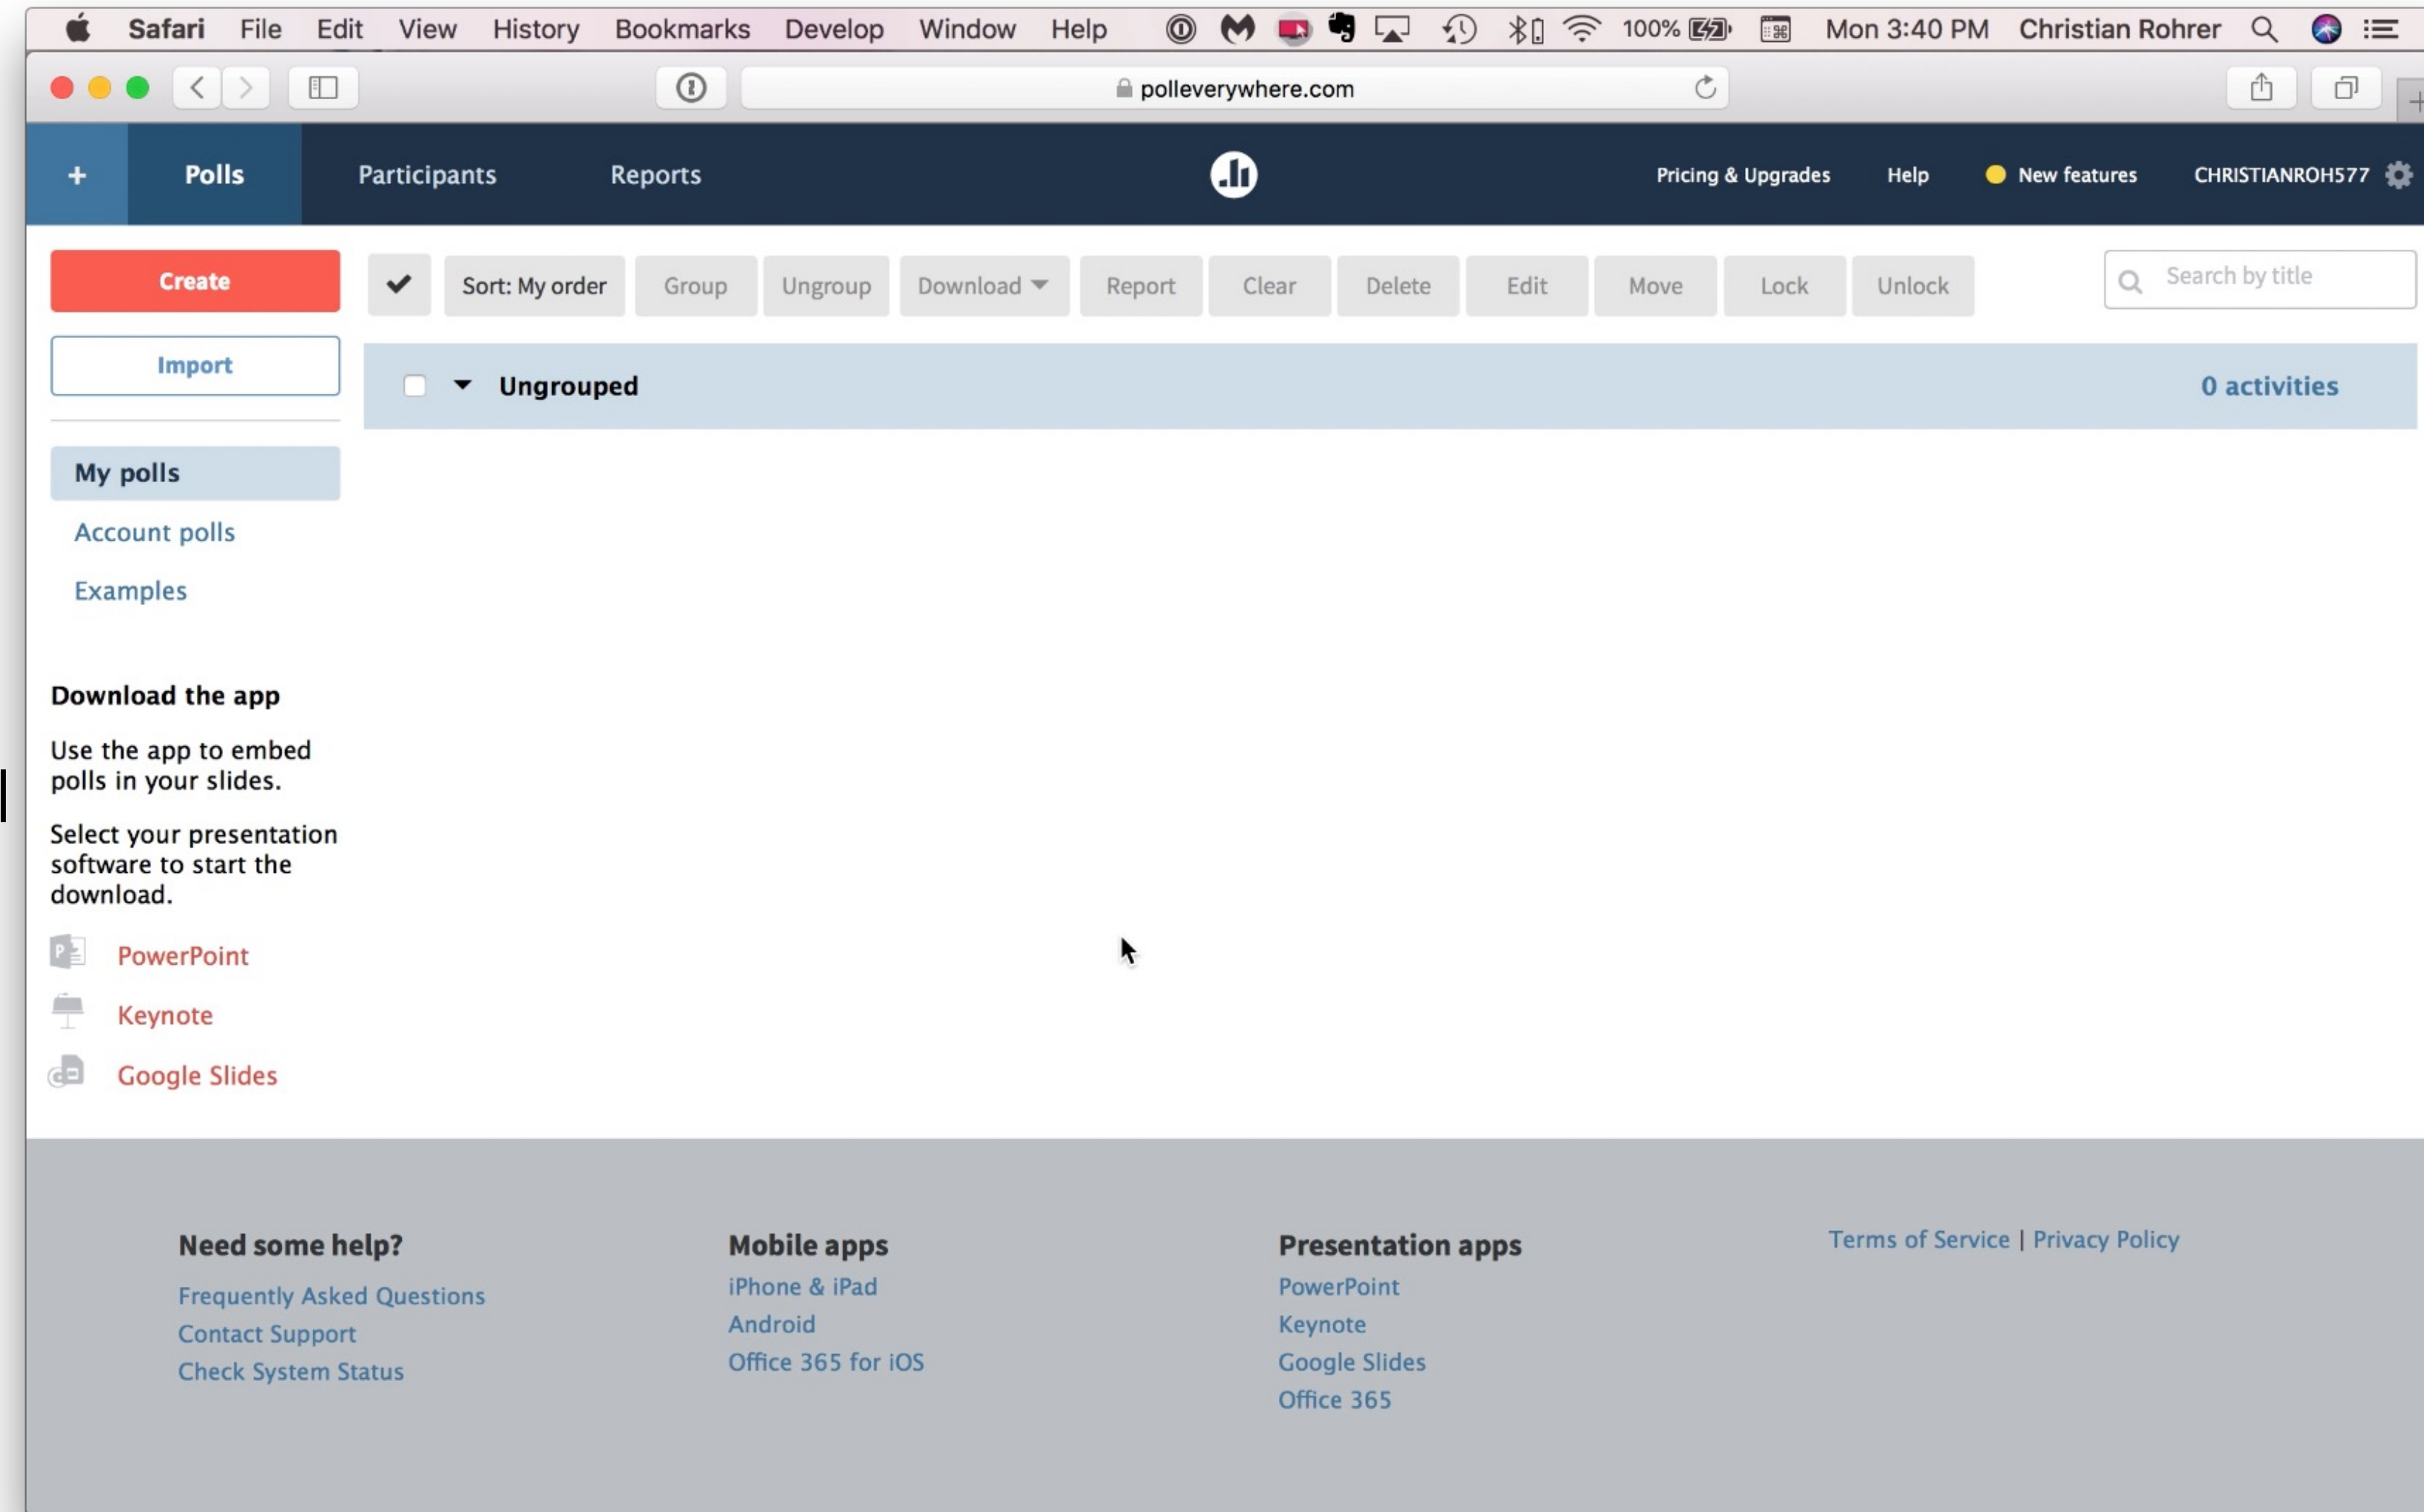 Safari File Edit View History Bookmarks Develop Window Help 100% Mon 3:40 PM Christian Rohrer
polleverywhere.com
+ Polls Participants Reports Pricing & Upgrades Help New features CHRISTIANROH577
Create
Sort: My order Group Ungroup Download Report Clear Delete Edit Move Lock Unlock Search by title
Import
Ungrouped 0 activities
My polls
Account polls
Examples
Download the app
Use the app to embed
polls in your slides.
Select your presentation
software to start the
download.
PowerPoint
Keynote
Google Slides
Need some help?
Frequently Asked Questions
Contact Support
Check System Status
Mobile apps
iPhone & iPad
Android
Office 365 for iOS
Presentation apps
PowerPoint
Keynote
Google Slides
Office 365
Terms of Service | Privacy Policy